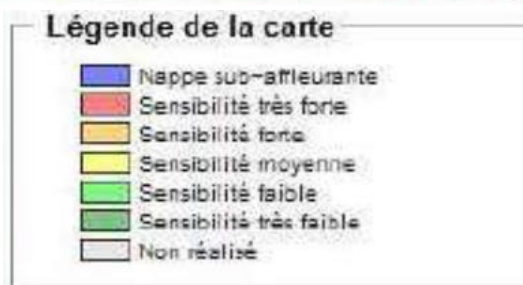 Légende de la carte
Nappe sub-affleurante
Sensibilité très forte
Sensibilité forte
Sensibilité moyenne
Sensibilité faible
Sensibilité très faible
Non réalisé